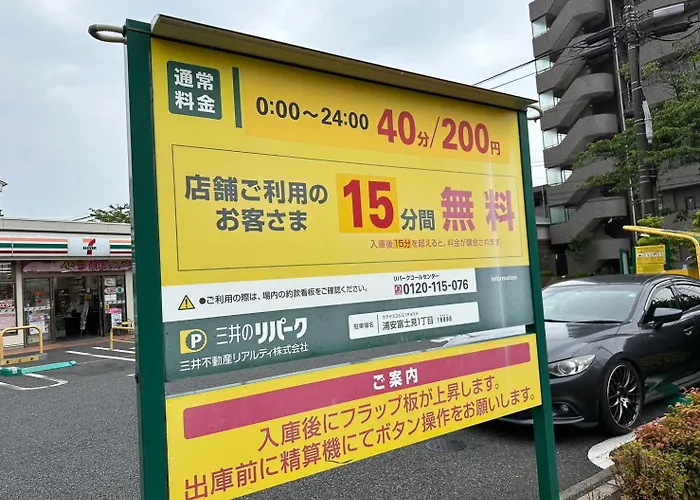 通常
料金
0:00～24:00 40分/200円
店舗ご利用の
お客さま
15分間 無料
入庫後15分を超えると、料金が課金されます。
●ご利用の際は、場内の約款看板をご確認ください。
リパークコールセンター
0120-115-076
information
P 三井のリパーク
三井不動産リアルティ株式会社
駐車場名
浦安富士見1丁目
ご案内
入庫後にフラップ板が上昇します。
出庫前に精算機にてボタン操作をお願いします。